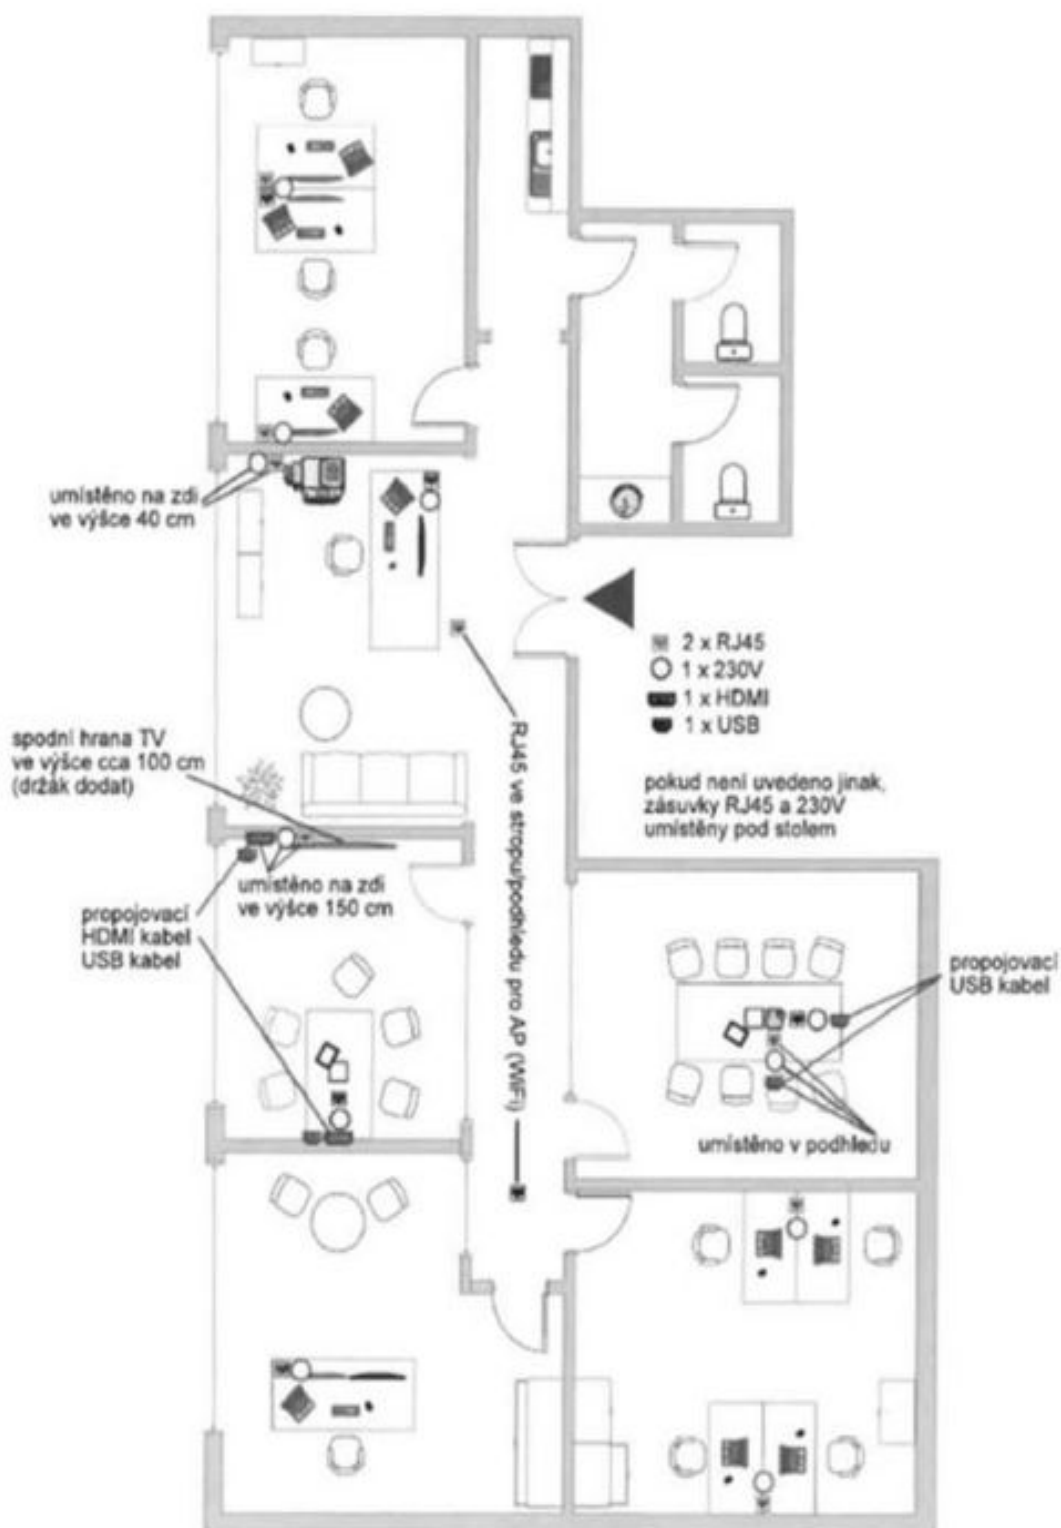 umístěno na zdi
ve výšce 40 cm
2 x RJ45
1 x 230V
1 x HDMI
1 x USB
spodní hrana TV
ve výšce cca 100 cm
(držák dodat)
RJ45 ve stropu/podhledu pro AP (WiFi)
pokud není uvedeno jinak,
zásuvky RJ45 a 230V
umístěny pod stolem
umístěno na zdi
ve výšce 150 cm
propojovací
HDMI kabel
USB kabel
propojovací
USB kabel
umístěno v podhledu